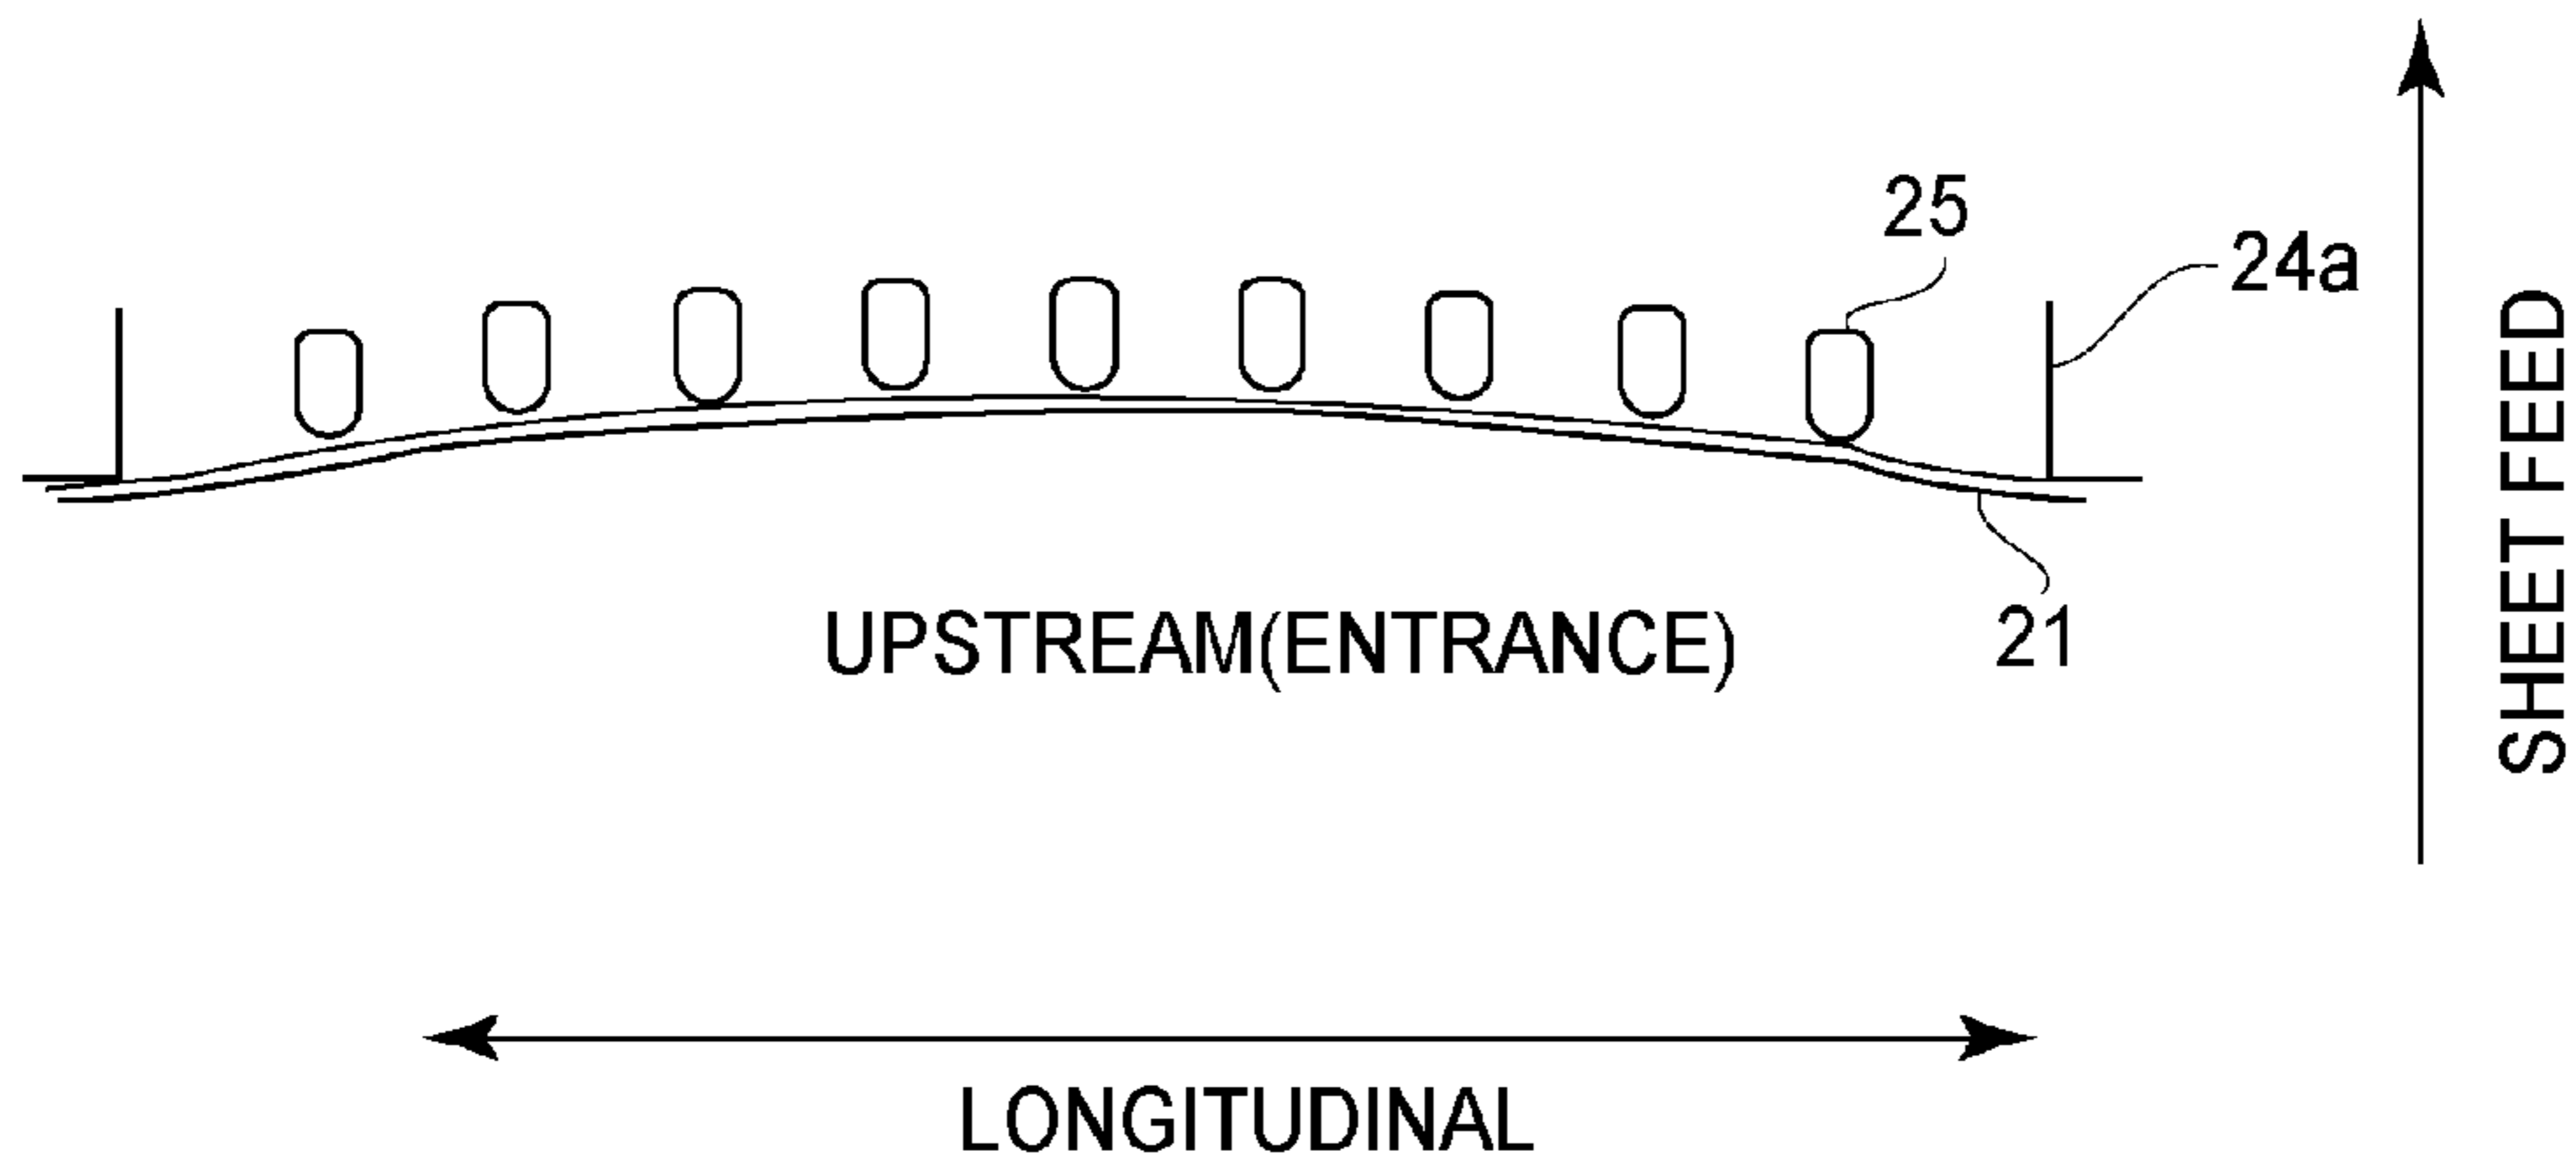 25
24a
SHEET FEED
UPSTREAM(ENTRANCE)
21
LONGITUDINAL